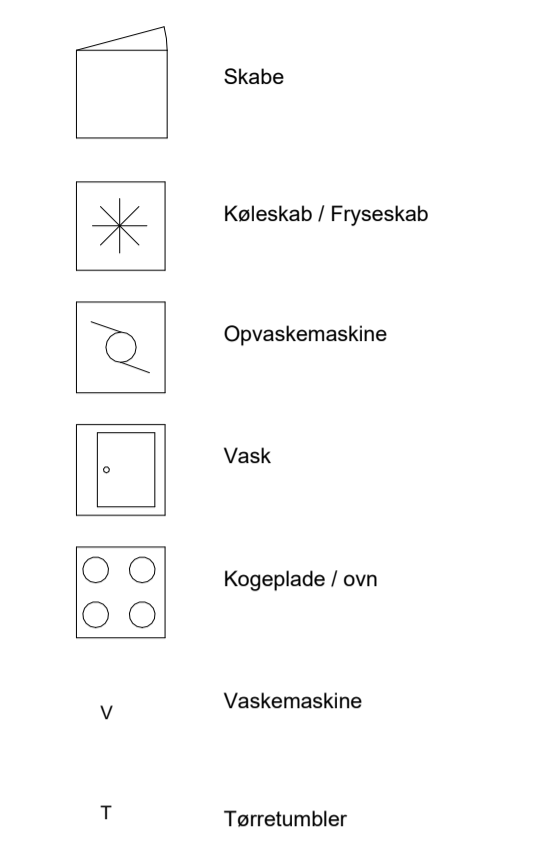 Skabe
Køleskab / Fryseskab
Opvaskemaskine
Vask
Kogeplade / ovn
V
Vaskemaskine
T
Tørretumbler